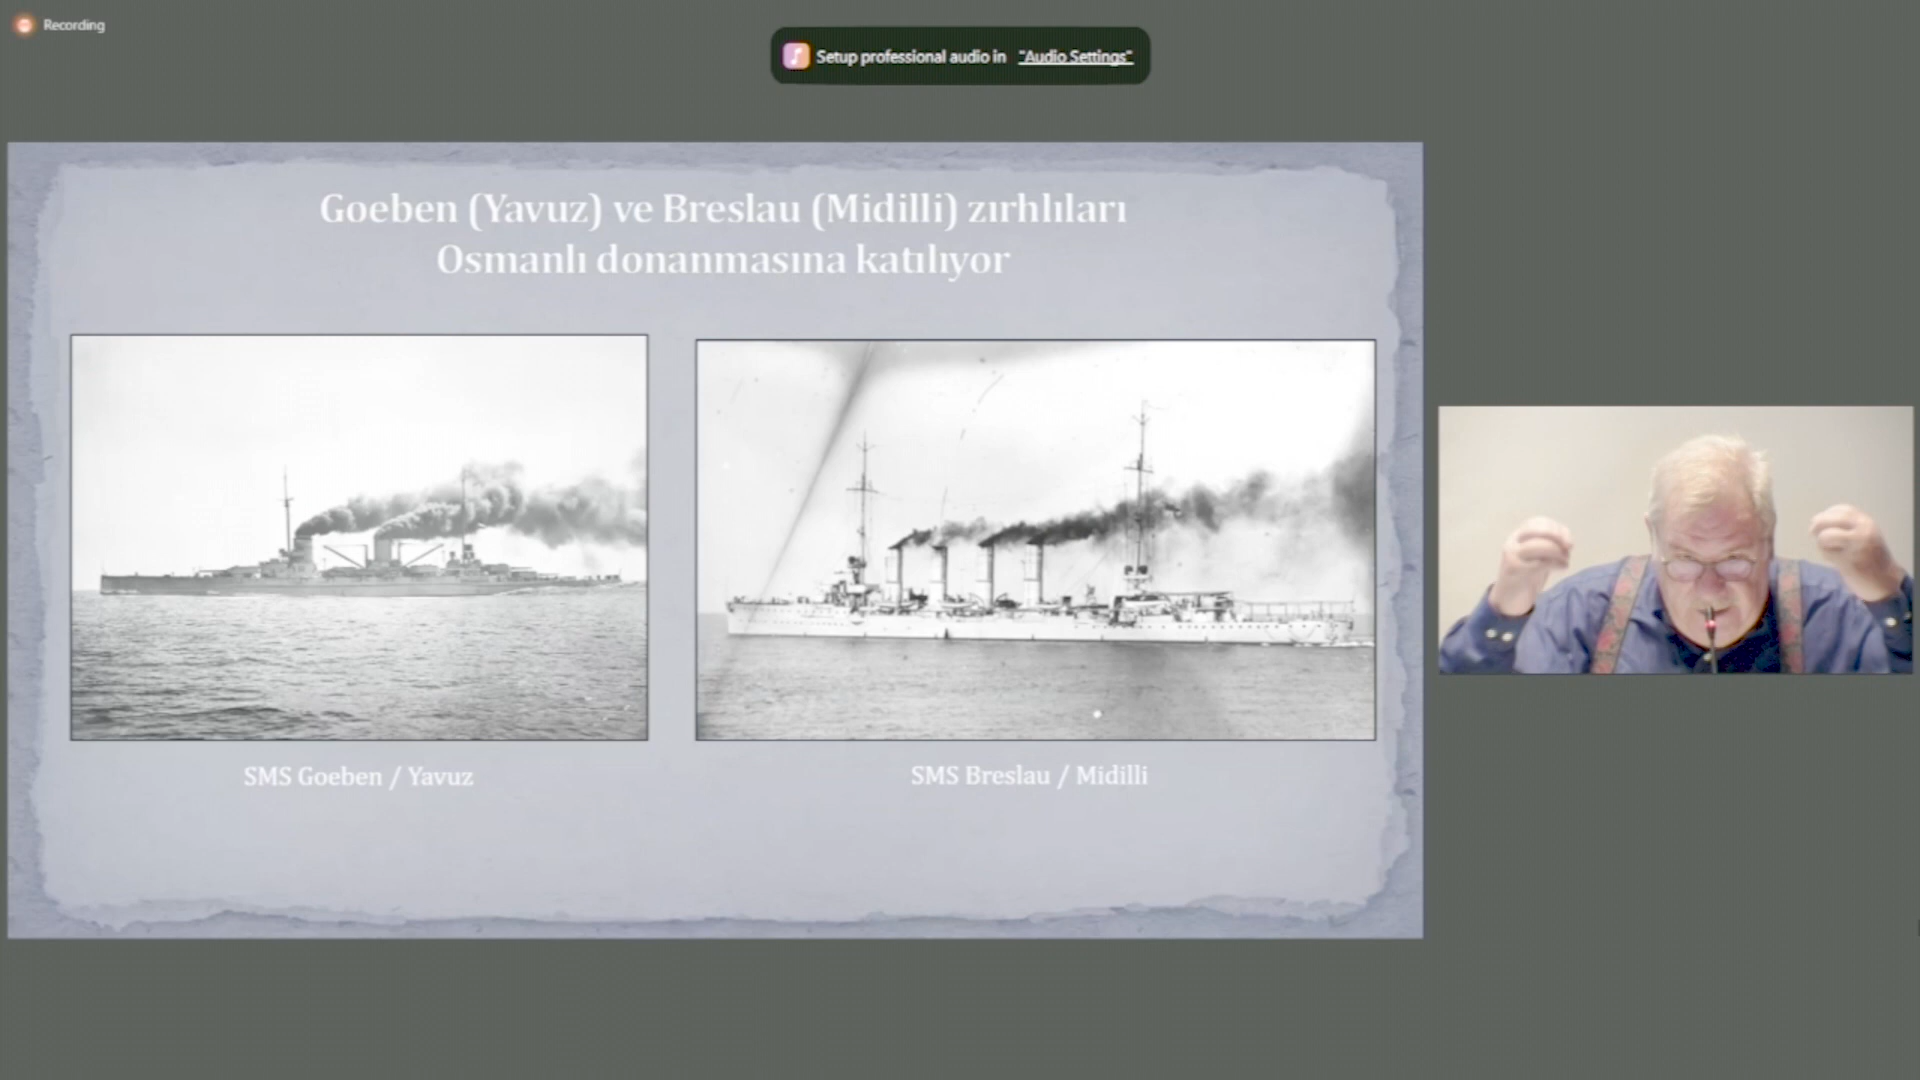 Recording
Setup professional audio in "Audio Settings"
Goeben (Yavuz) ve Breslau (Midilli) zırhlıları
Osmanlı donanmasına katılıyor
SMS Goeben / Yavuz
SMS Breslau / Midilli